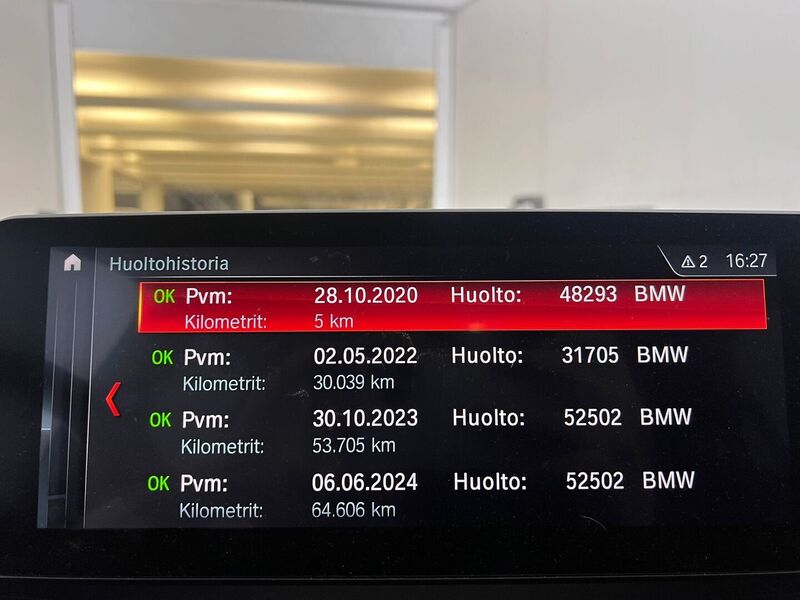 Huoltohistoria 2 16:27
OK Pvm: 28.10.2020 Huolto: 48293 BMW
Kilometrit: 5 km
OK Pvm: 02.05.2022 Huolto: 31705 BMW
Kilometrit: 30.039 km
OK Pvm: 30.10.2023 Huolto: 52502 BMW
Kilometrit: 53.705 km
OK Pvm: 06.06.2024 Huolto: 52502 BMW
Kilometrit: 64.606 km